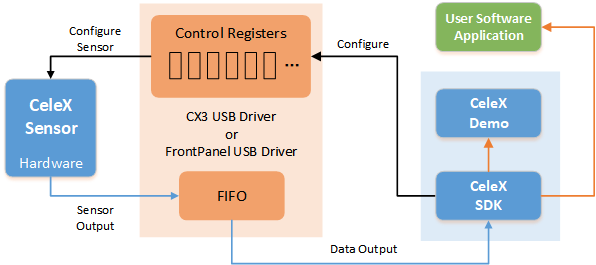 Configure
Sensor
Control Registers
...
Configure
User Software
Application
CeleX
Sensor
Hardware
CX3 USB Driver
or
FrontPanel USB Driver
CeleX
Demo
Sensor
Output
FIFO
CeleX
SDK
Data Output